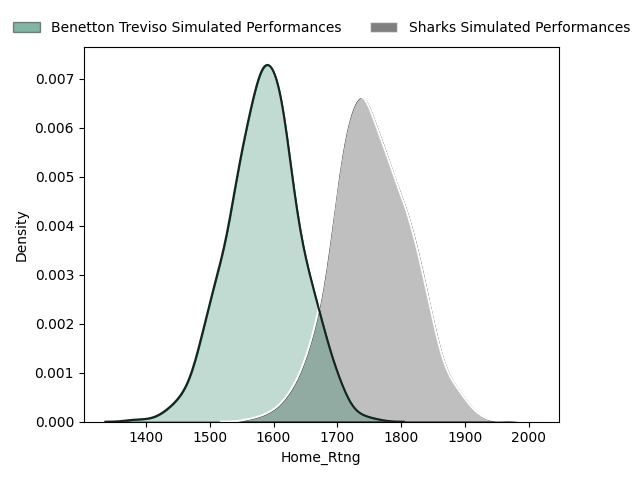 Benetton Treviso Simulated Performances Sharks Simulated Performances
0.007
0.006
0.005
0.004
0.003
0.002
0.001
0.000
Density
1400 1500 1600 1700 1800 1900 2000
Home_Rtng